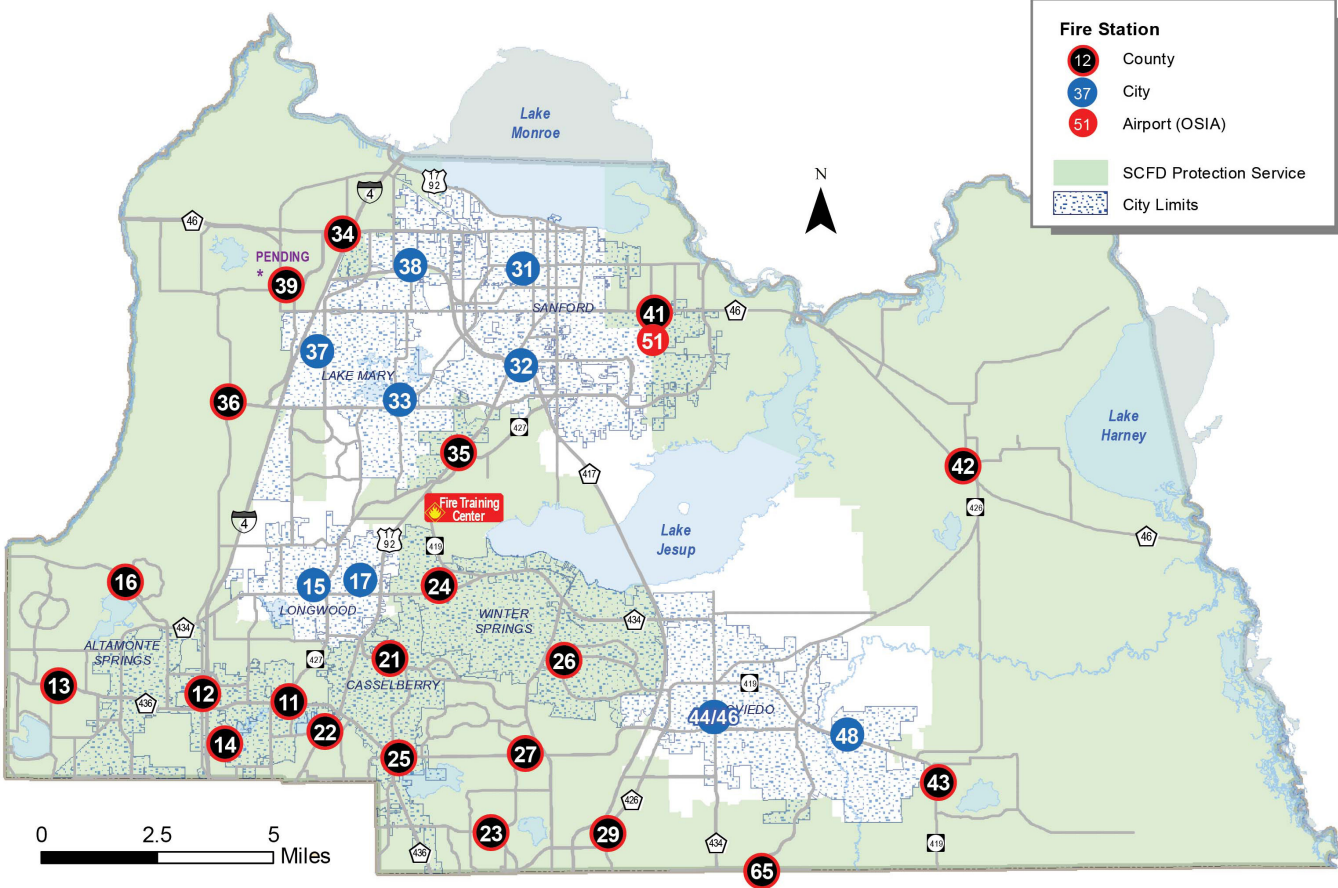 Fire Station
12 County
37 City
51 Airport (OSIA)
SCFD Protection Service
City Limits
Lake
Monroe
N
17
92
4
46
34
PENDING
*
39
38
31
SANFORD
41
46
51
37
LAKE MARY
32
36
33
427
35
417
42
Lake
Harney
426
Fire Training
Center
4
17
92
Lake
Jesup
46
419
16
15
17
24
LONGWOOD
WINTER
SPRINGS
434
434
ALTAMONTE
SPRINGS
427
21
26
CASSELBERRY
13
436
12
11
419
44/46
OVIEDO
22
14
48
25
27
43
426
23
29
436
434
419
65
0 2.5 5
Miles